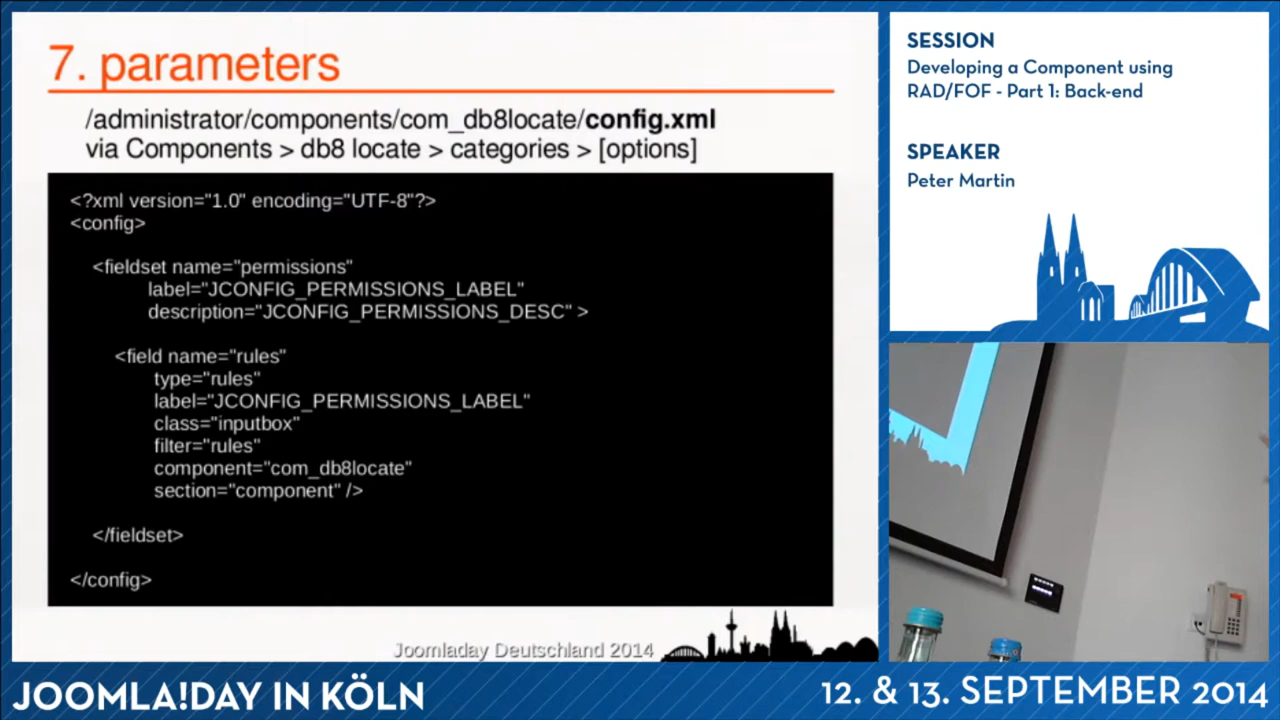 7. parameters
/administrator/components/com_db8locate/config.xml
via Components > db8 locate > categories > [options]
<?xml version="1.0" encoding="UTF-8"?>
<config>
<fieldset name="permissions"
label="JCONFIG_PERMISSIONS_LABEL"
description="JCONFIG_PERMISSIONS_DESC" >
<field name="rules"
type="rules"
label="JCONFIG_PERMISSIONS_LABEL"
class="inputbox"
filter="rules"
component="com_db8locate"
section="component" />
</fieldset>
</config>
Joomladay Deutschland 2014
SESSION
Developing a Component using
RAD/FOF - Part 1: Back-end
SPEAKER
Peter Martin
JOOMLA!DAY IN KÖLN
12. & 13. SEPTEMBER 2014